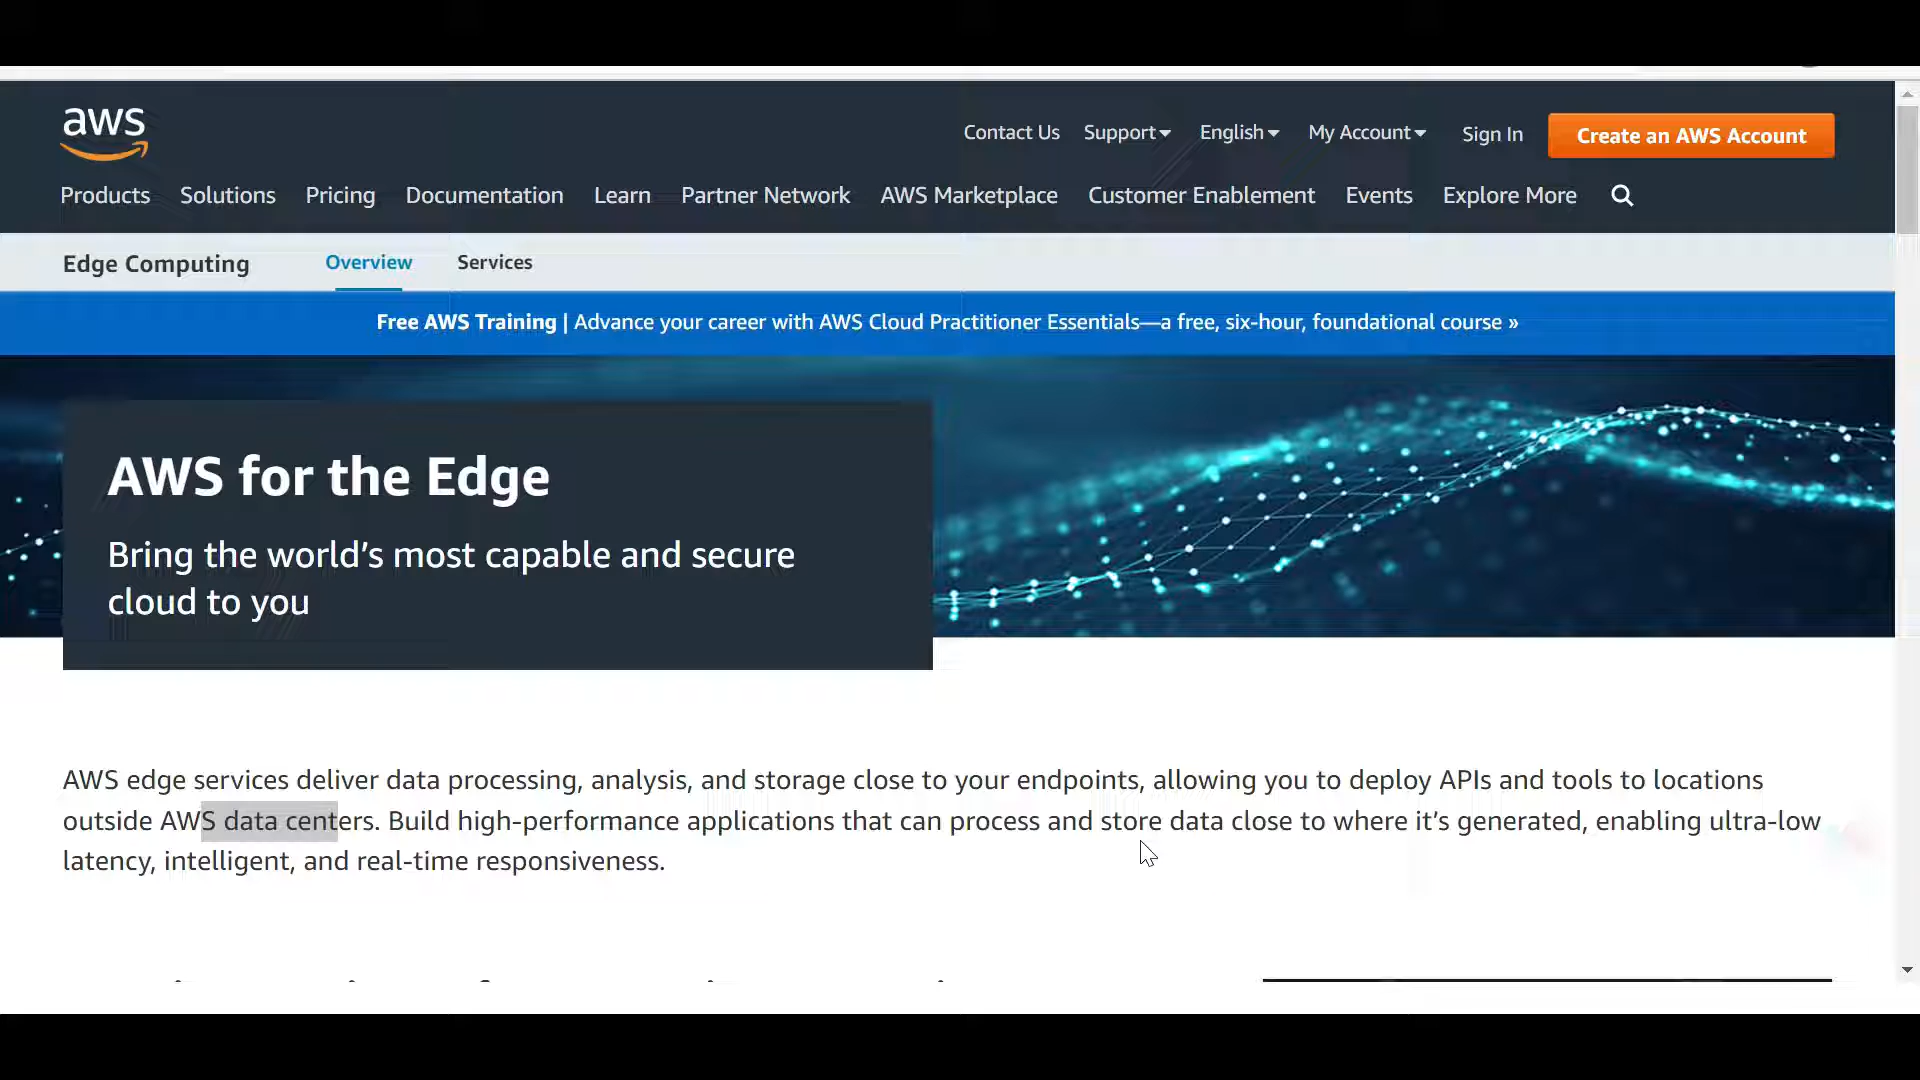 aws
Contact Us Support English My Account Sign In Create an AWS Account
Products Solutions Pricing Documentation Learn Partner Network AWS Marketplace Customer Enablement Events Explore More
Edge Computing Overview Services
Free AWS Training | Advance your career with AWS Cloud Practitioner Essentials—a free, six-hour, foundational course »
AWS for the Edge
Bring the world's most capable and secure
cloud to you
AWS edge services deliver data processing, analysis, and storage close to your endpoints, allowing you to deploy APIs and tools to locations
outside AWS data centers. Build high-performance applications that can process and store data close to where it's generated, enabling ultra-low
latency, intelligent, and real-time responsiveness.